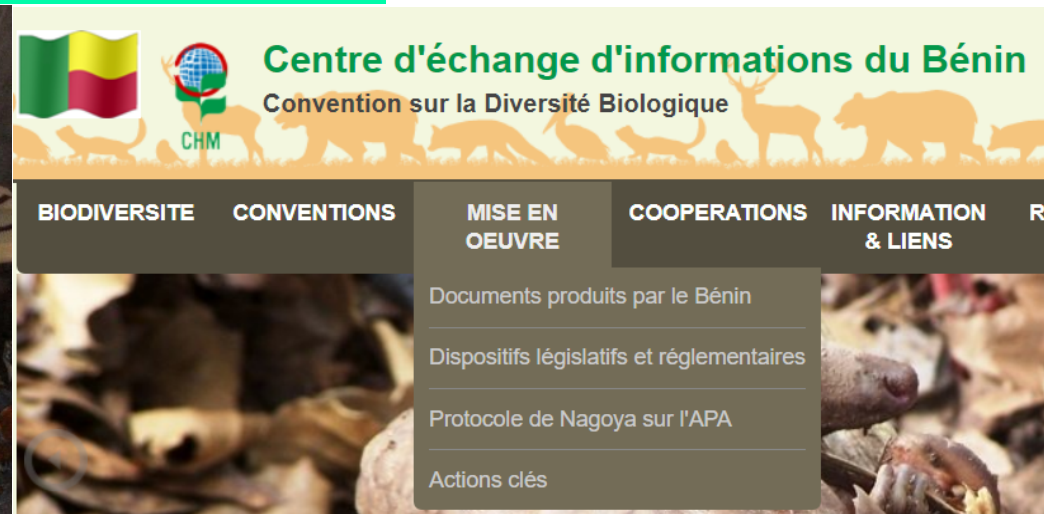 Centre d'échange d'informations du Bénin
Convention sur la Diversité Biologique
CHM
BIODIVERSITE
CONVENTIONS
MISE EN
OEUVRE
COOPERATIONS
INFORMATION
& LIENS
R
Documents produits par le Bénin
Dispositifs législatifs et réglementaires
Protocole de Nagoya sur l'APA
Actions clés